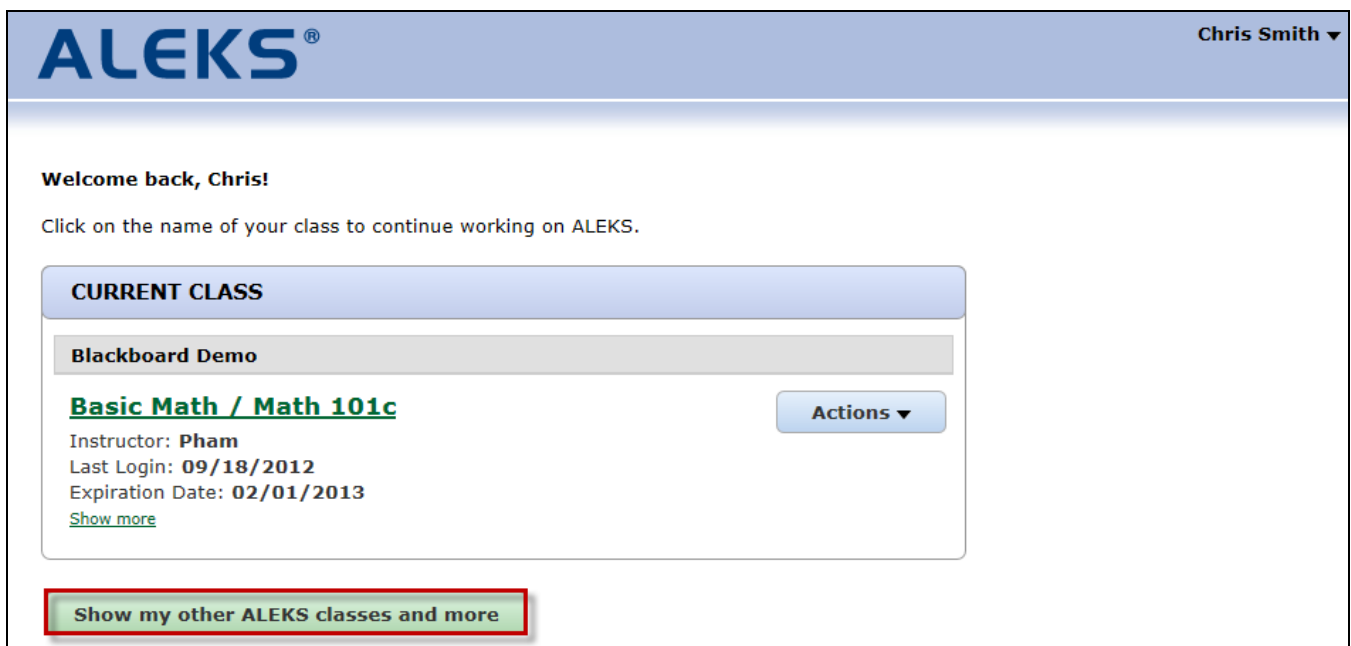 ALEKS®
Chris Smith ▼
Welcome back, Chris!
Click on the name of your class to continue working on ALEKS.
CURRENT CLASS
Blackboard Demo
Basic Math / Math 101c
Actions ▼
Instructor: Pham
Last Login: 09/18/2012
Expiration Date: 02/01/2013
Show more
Show my other ALEKS classes and more